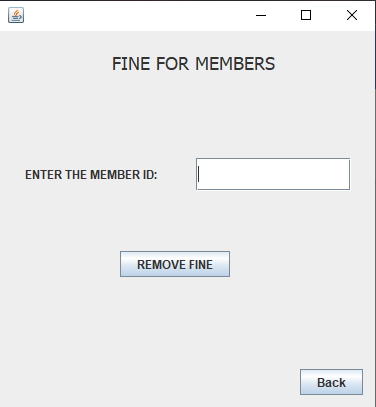 FINE FOR MEMBERS
ENTER THE MEMBER ID:
REMOVE FINE
Back